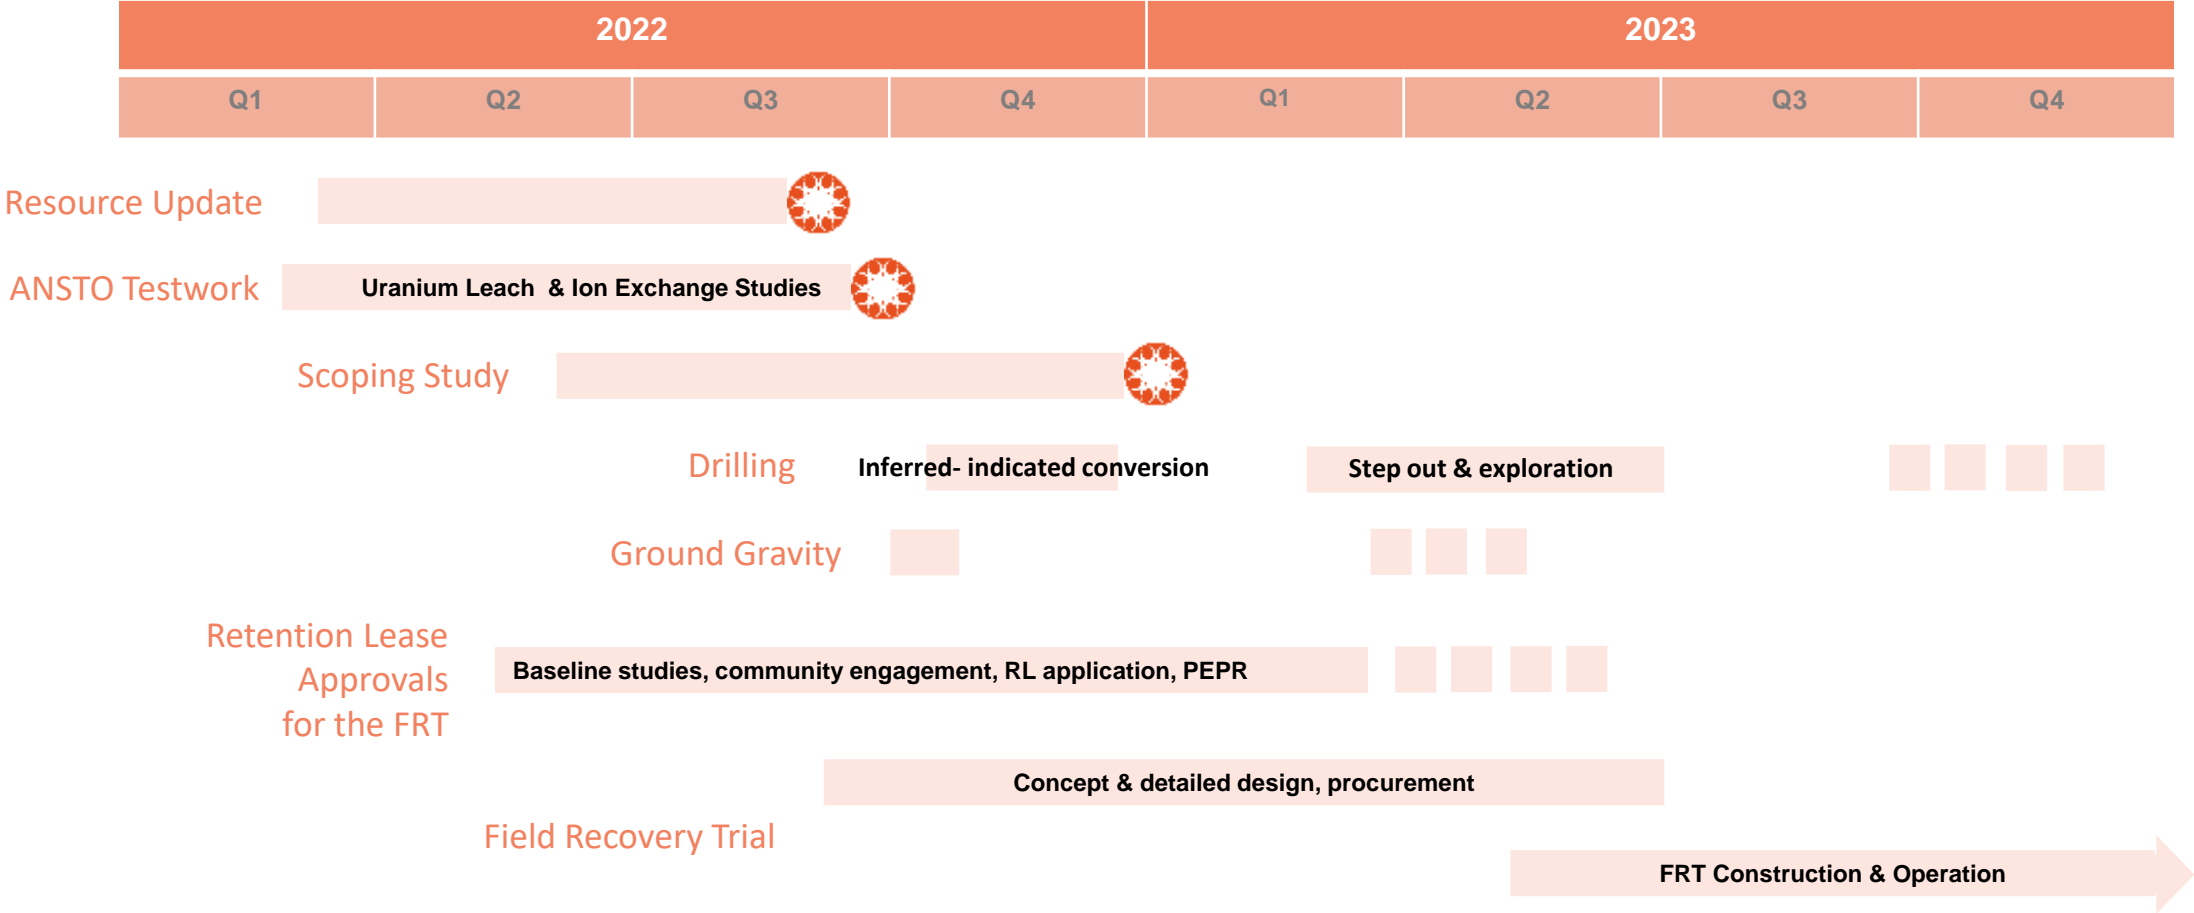 2022
2023
Q1
Q2
Q3
Q4
Q1
Q2
Q3
Q4
Resource Update
ANSTO Testwork
Uranium Leach  & Ion Exchange Studies
Scoping Study
Drilling
Inferred- indicated conversion
Step out & exploration
Ground Gravity
Retention Lease
Approvals
for the FRT
Baseline studies, community engagement, RL application, PEPR
Concept & detailed design, procurement
Field Recovery Trial
FRT Construction & Operation